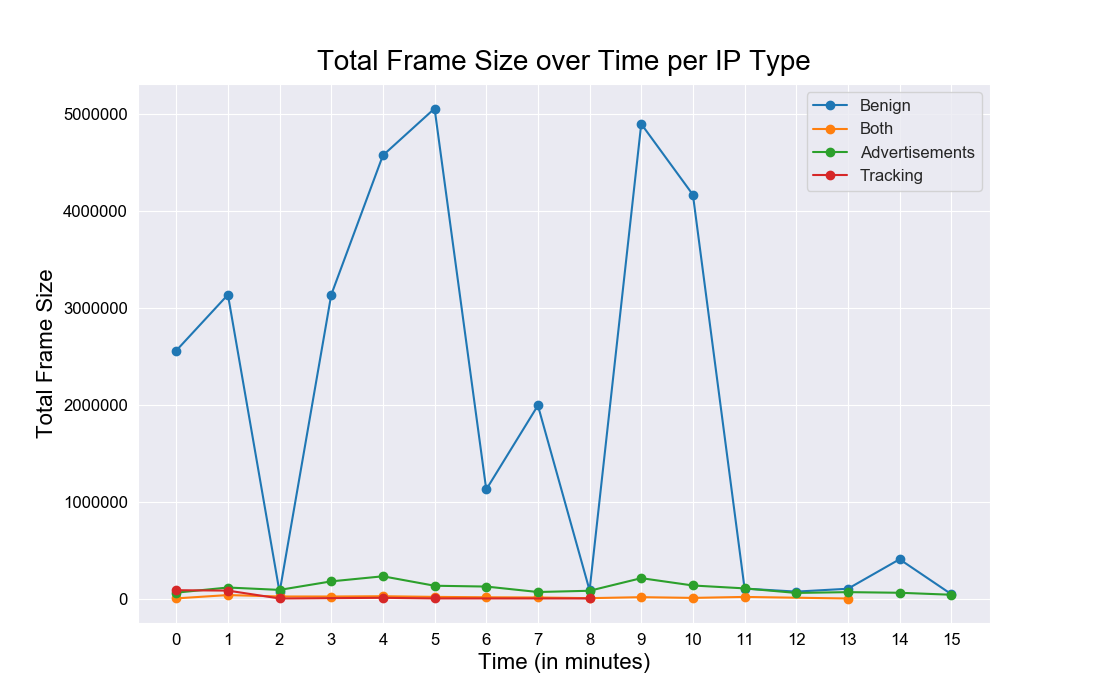 Total Frame Size over Time per IP Type
Total Frame Size
5000000
4000000
3000000
2000000
1000000
0
Benign
Both
Advertisements
Tracking
0 1 2 3 4 5 6 7 8 9 10 11 12 13 14 15
Time (in minutes)